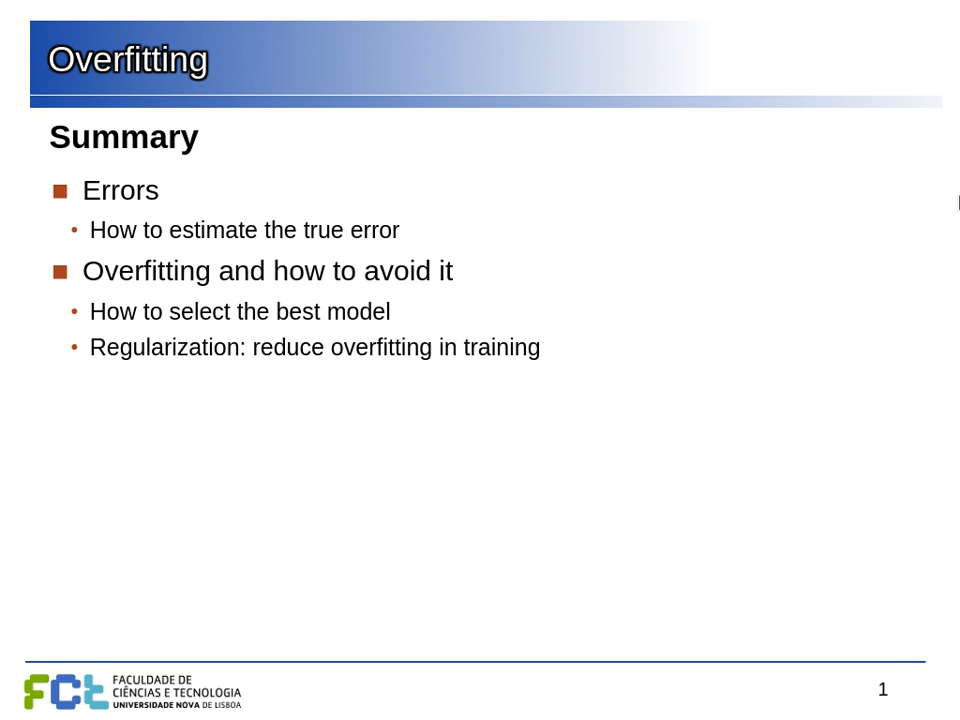 Overfitting
Summary
Errors
How to estimate the true error
Overfitting and how to avoid it
How to select the best model
Regularization: reduce overfitting in training
FCt
FACULDADE DE
CIÊNCIAS E TECNOLOGIA
UNIVERSIDADE NOVA DE LISBOA
1